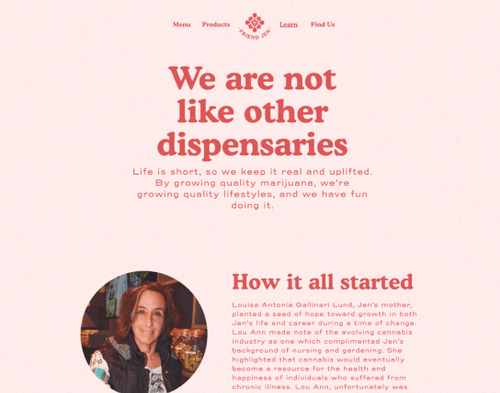 Menu Products FRIEND JEN Learn Find Us
We are not
like other
dispensaries
Life is short, so we keep it real and uplifted.
By growing quality marijuana, we're
growing quality lifestyles, and we have fun
doing it.
How it all started
Louisa Antonia Gallinari Lund, Jen's mother,
planted a seed of hope toward growth in both
Jen's life and career during a time of change.
Lou Ann made note of the evolving cannabis
industry as one which complimented Jen's
background of nursing and gardening. She
highlighted that cannabis would eventually
become a resource for the health and
happiness of individuals who suffered from
chronic illness. Lou Ann, unfortunately was